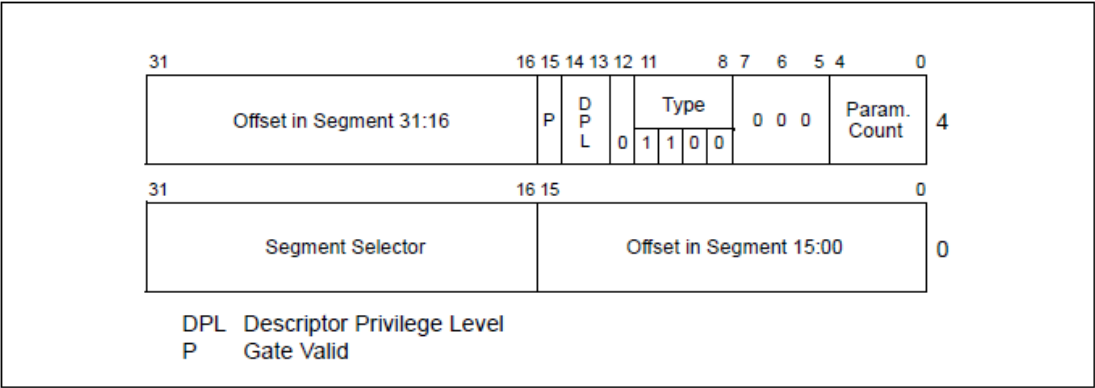 31 16 15 14 13 12 11 8 7 6 5 4 0
Offset in Segment 31:16 P D P L 0 Type 1 1 0 0 0 0 0 Param. Count 4
31 16 15 0
Segment Selector Offset in Segment 15:00 0
DPL Descriptor Privilege Level
P Gate Valid